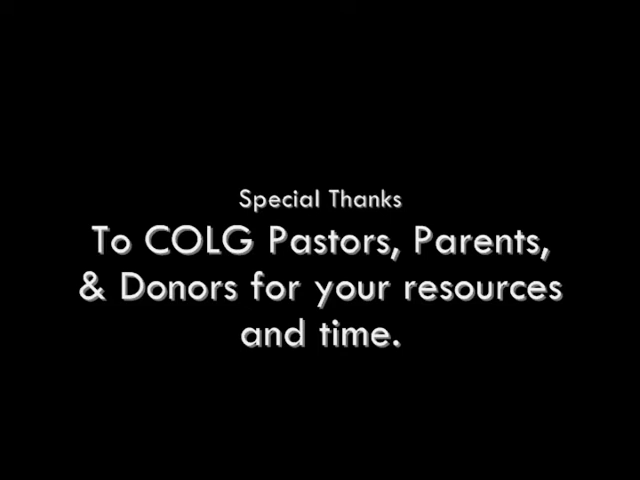 Special Thanks
To COLG Pastors, Parents,
& Donors for your resources
and time.